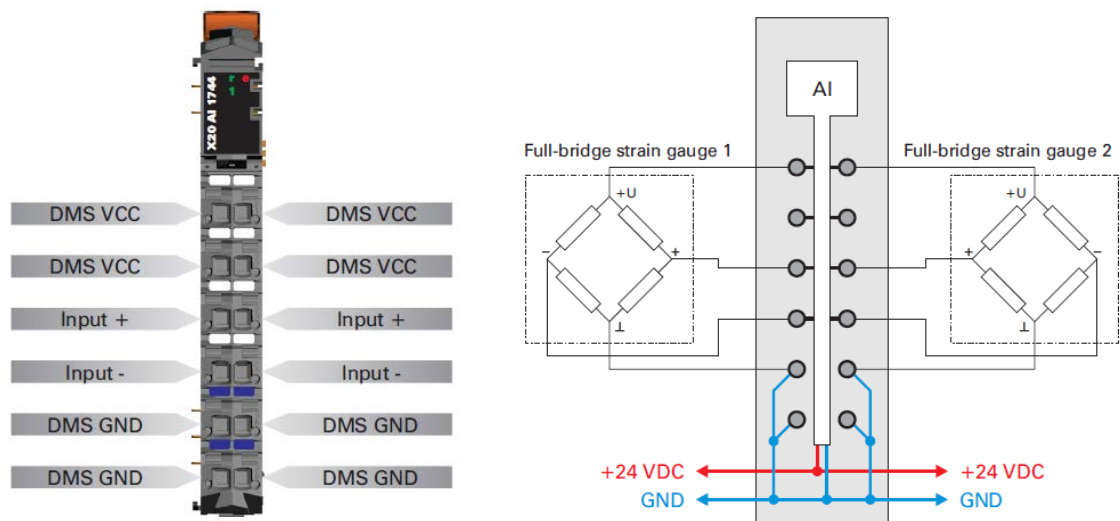 X20 AI 1744
r
1
DMS VCC
DMS VCC
DMS VCC
DMS VCC
Input +
Input +
Input -
Input -
DMS GND
DMS GND
DMS GND
DMS GND
AI
Full-bridge strain gauge 1
Full-bridge strain gauge 2
+U
+U
-
+
+
-
⊥
⊥
+24 VDC
+24 VDC
GND
GND